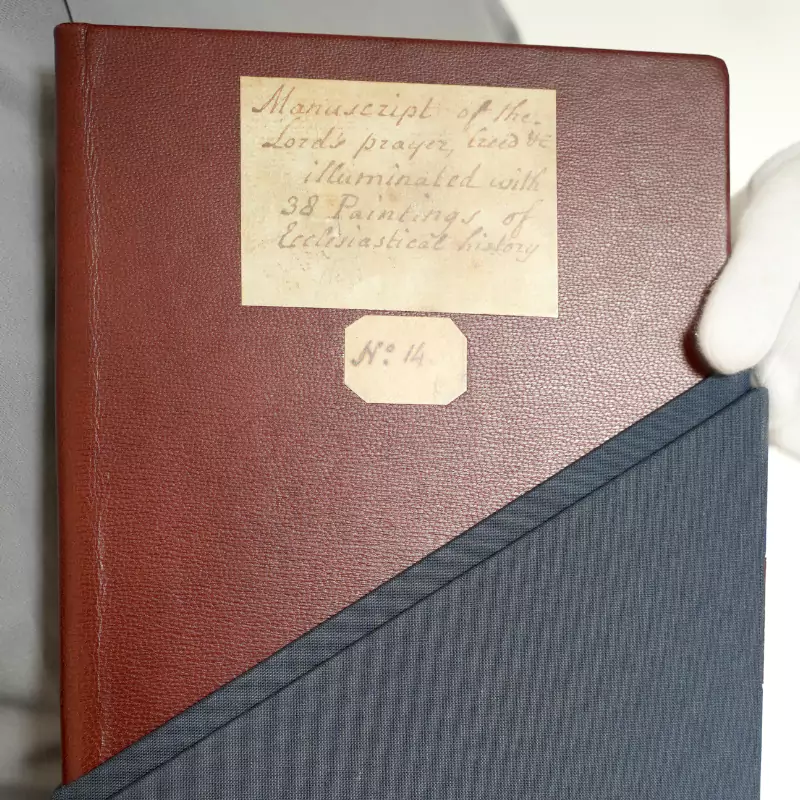 Manuscript of the
Lord's prayer, Creed &c
illuminated with
38 Paintings of
Ecclesiastical history
No. 14.